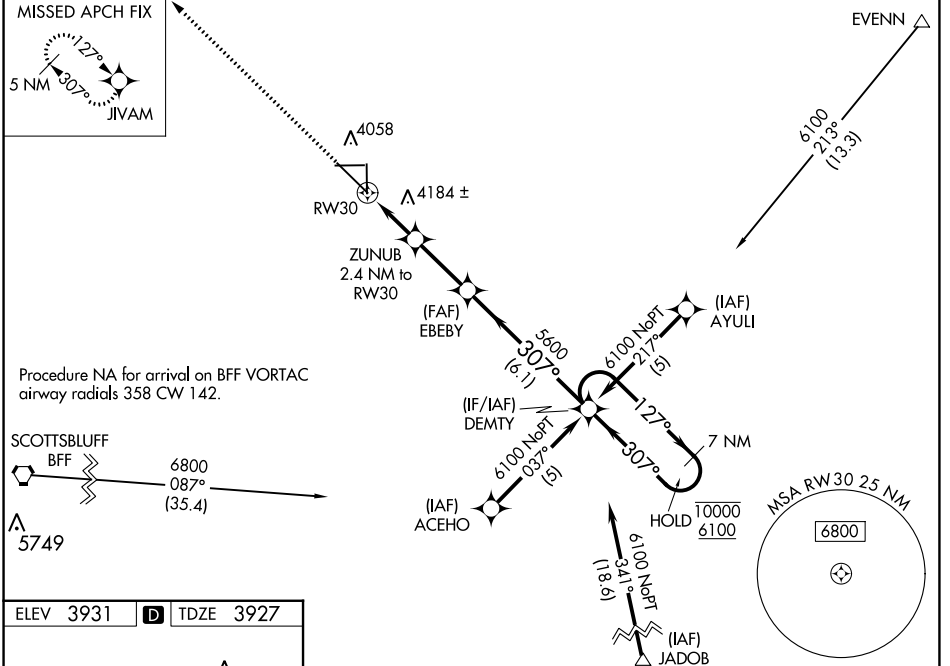 MISSED APCH FIX
127°
307°
5 NM
JIVAM
EVENN
6100
213°
(13.3)
4058
RW30
4184 ±
ZUNUB
2.4 NM to
RW30
(FAF)
EBEBY
(IAF)
AYULI
6100 NoPT
217°
(5)
5600
307°
(6.1)
Procedure NA for arrival on BFF VORTAC
airway radials 358 CW 142.
(IF/IAF)
DEMTY
127°
307°
7 NM
SCOTTSBLUFF
BFF
6800
087°
(35.4)
5749
6100 NoPT
037°
(5)
(IAF)
ACEHO
HOLD
10000
6100
MSA RW30 25 NM
6800
6100 NoPT
341°
(18.6)
(IAF)
JADOB
ELEV 3931 D TDZE 3927